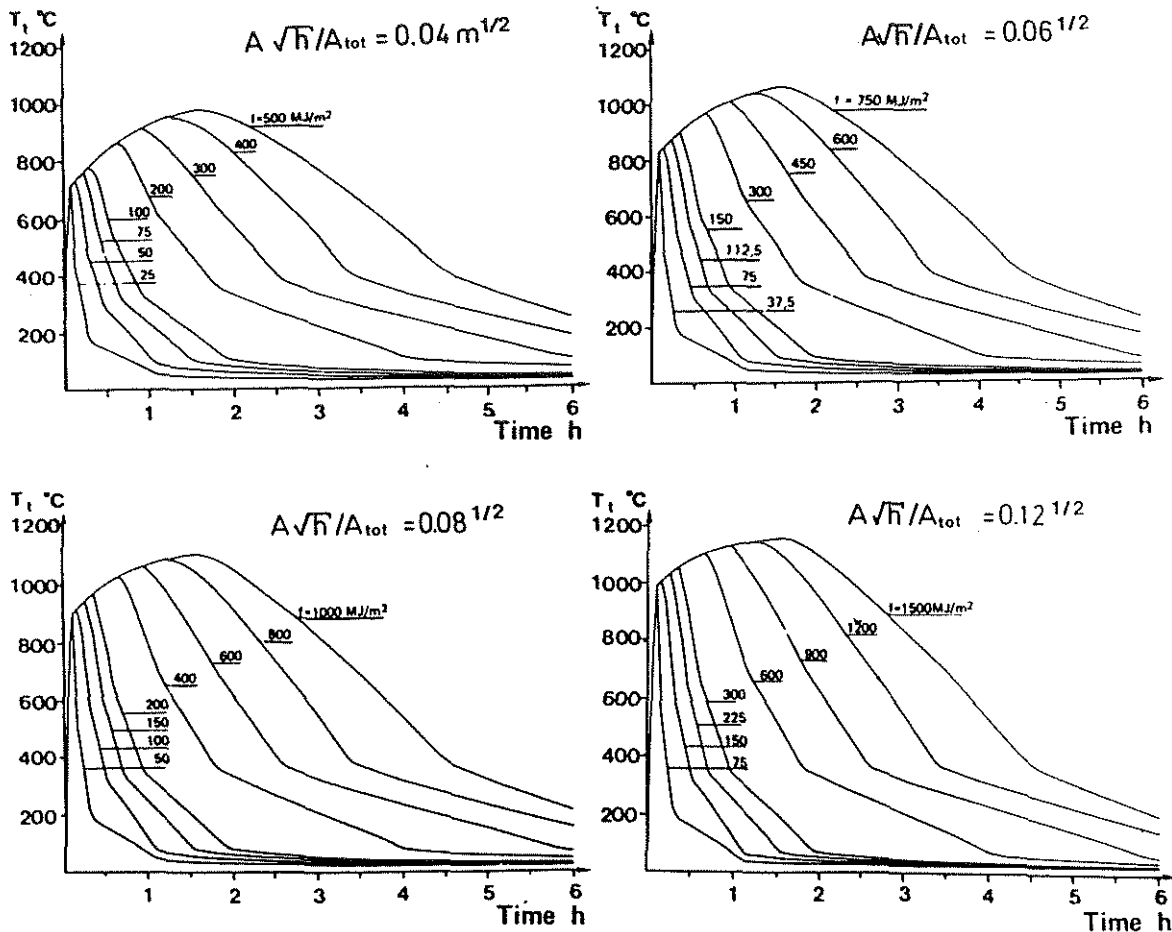 T_t °C
A √h/A_tot = 0.04 m^1/2
1200
1000
800
600
400
200
f=500 MJ/m²
400
300
200
100
75
50
25
1 2 3 4 5 6
Time h
T_t °C
A√h/A_tot = 0.06^1/2
1200
1000
800
600
400
200
f = 750 MJ/m²
600
450
300
150
112,5
75
37,5
1 2 3 4 5 6
Time h
T_t °C
A √h/A_tot = 0.08^1/2
1200
1000
800
600
400
200
f=1000 MJ/m²
800
600
400
200
150
100
50
1 2 3 4 5 6
Time h
T_t °C
A √h/A_tot = 0.12^1/2
1200
1000
800
600
400
200
f=1500MJ/m²
1200
900
600
300
225
150
75
1 2 3 4 5 6
Time h